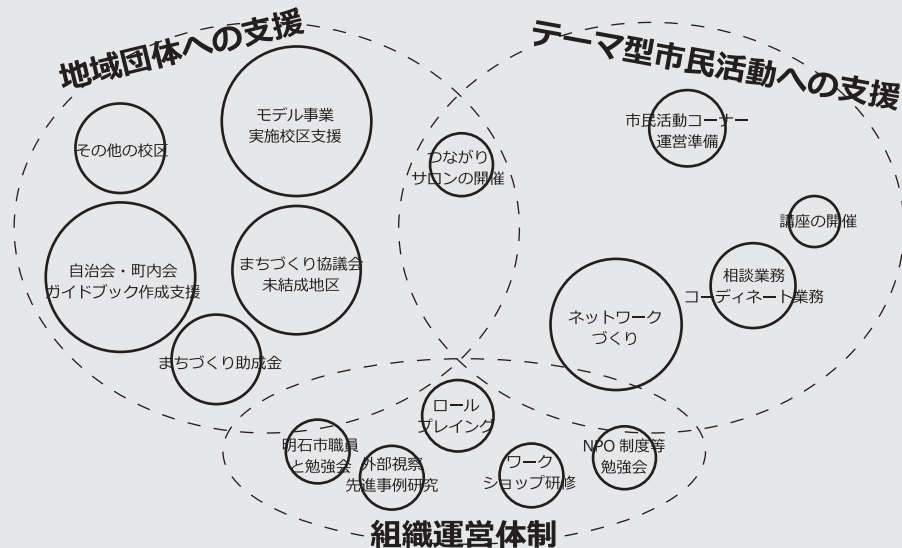 地域団体への支援
テーマ型市民活動への支援
モデル事業
実施校区支援
その他の校区
つながり
サロンの開催
市民活動コーナー
運営準備
講座の開催
自治会・町内会
ガイドブック作成支援
まちづくり協議会
未結成地区
相談業務
コーディネート業務
ネットワーク
づくり
まちづくり助成金
ロール
プレイング
明石市職員
と勉強会
外部視察
先進事例研究
ワーク
ショップ研修
NPO 制度等
勉強会
組織運営体制